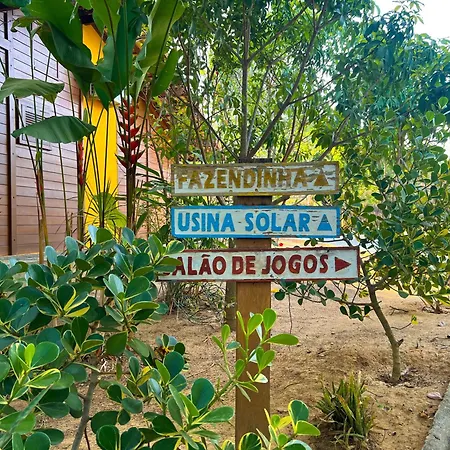 FAZENDINHA ▲
USINA SOLAR ▲
SALÃO DE JOGOS ►